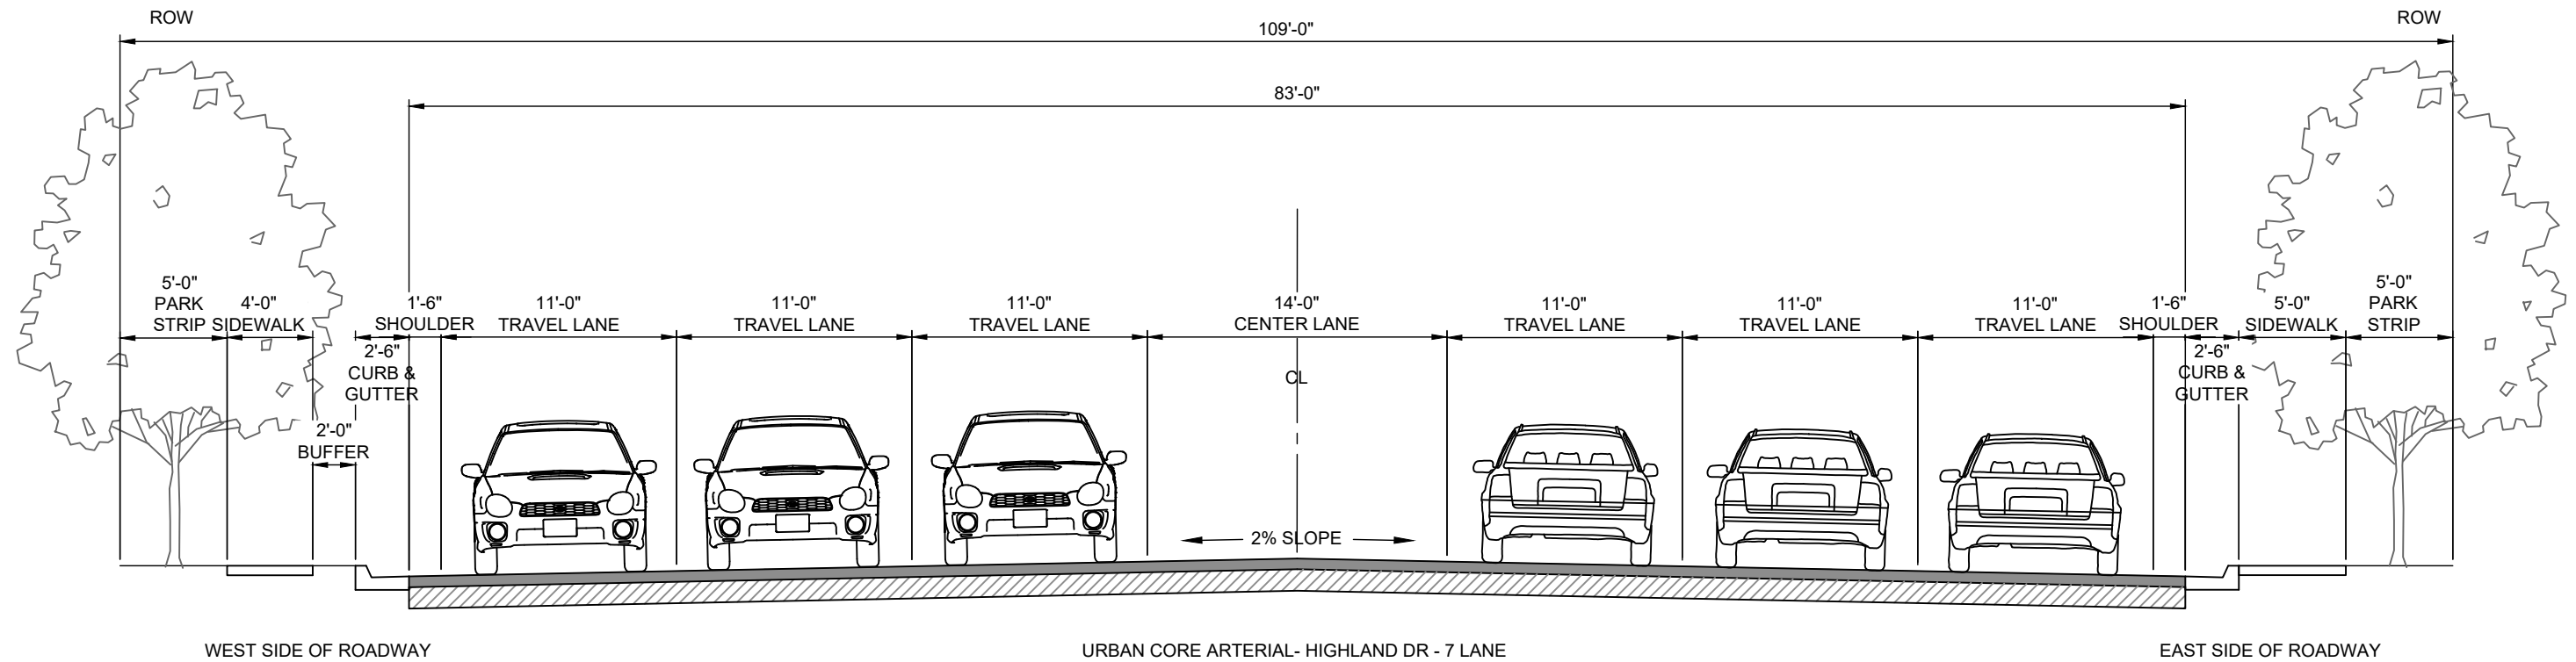 ROW
ROW
109'-0"
83'-0"
5'-0"
PARK
STRIP
4'-0"
SIDEWALK
2'-0"
BUFFER
2'-6"
CURB &
GUTTER
1'-6"
SHOULDER
11'-0"
TRAVEL LANE
11'-0"
TRAVEL LANE
11'-0"
TRAVEL LANE
14'-0"
CENTER LANE
CL
2% SLOPE
11'-0"
TRAVEL LANE
11'-0"
TRAVEL LANE
11'-0"
TRAVEL LANE
1'-6"
SHOULDER
2'-6"
CURB &
GUTTER
5'-0"
SIDEWALK
5'-0"
PARK
STRIP
WEST SIDE OF ROADWAY
URBAN CORE ARTERIAL- HIGHLAND DR - 7 LANE
EAST SIDE OF ROADWAY